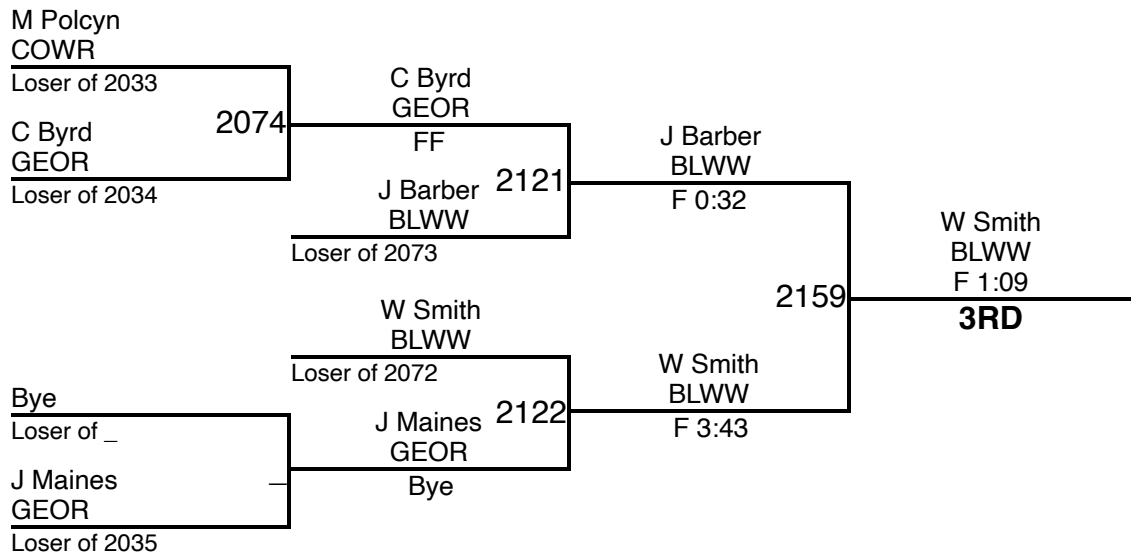 M Polcyn
COWR
Loser of 2033
C Byrd
GEOR
Loser of 2034
2074
C Byrd
GEOR
FF
J Barber
BLWW
Loser of 2073
2121
J Barber
BLWW
F 0:32
W Smith
BLWW
Loser of 2072
Bye
Loser of _
J Maines
GEOR
Loser of 2035
_
J Maines
GEOR
Bye
2122
W Smith
BLWW
F 3:43
2159
W Smith
BLWW
F 1:09
3RD